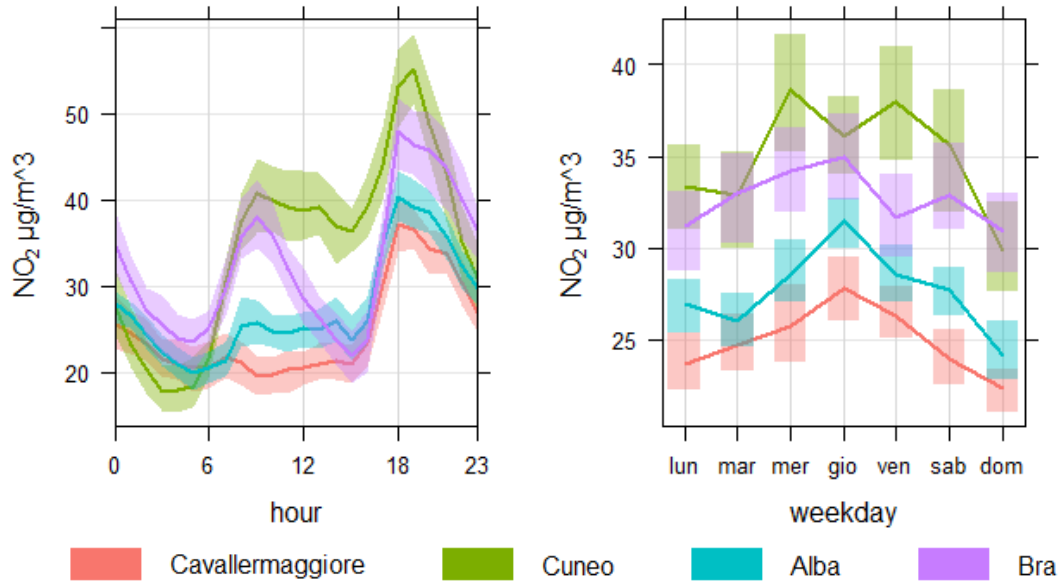 NO2 µg/m^3
50
40
30
20
0 6 12 18 23
hour
NO2 µg/m^3
40
35
30
25
lun mar mer gio ven sab dom
weekday
Cavallermaggiore Cuneo Alba Bra